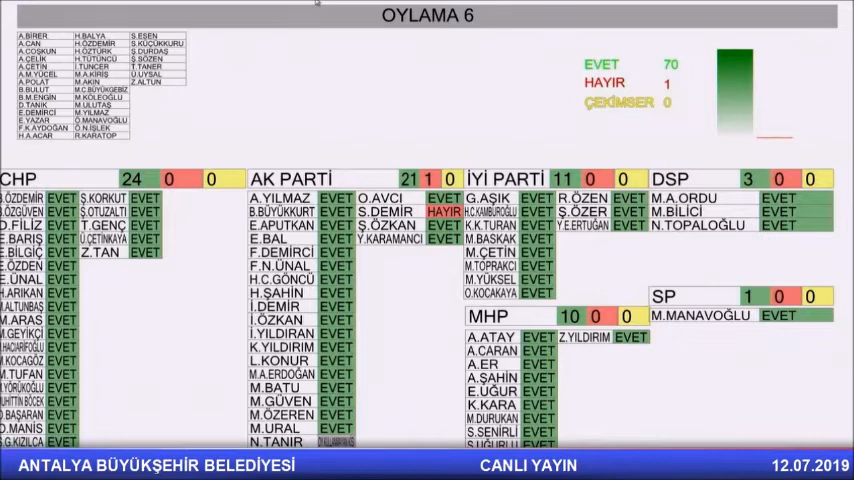 OYLAMA 6
A.BİRER H.BALYA S.ESEN
A.CAN H.ÖZDEMİR S.KÜÇÜKKURU
A.COŞKUN H.ÖZTÜRK Ş.DURDAŞ
A.ÇELİK H.TÜTÜNCÜ Ş.SÖZEN
A.ÇETİN İ.TUNCER T.TANER
A.M.YÜCEL M.A.KIRIŞ Ü.UYSAL
A.POLAT M.AKIN Z.ALTUN
B.BULUT M.C.BÜYÜKGEBİZ
B.M.ENGİN M.KÖLEOĞLU
D.TANIK M.ULUTAŞ
E.DEMİRCİ M.YILMAZ
E.YAZAR Ö.MANAVOĞLU
F.K.AYDOĞAN Ö.N.İŞLEK
H.A.ACAR R.KARATOP
EVET 70
HAYIR 1
ÇEKİMSER 0
CHP 24 0 0
.ÖZDEMİR EVET Ş.KORKUT EVET
.ÖZGÜVEN EVET Ş.OTUZALTI EVET
.FİLİZ EVET T.GENÇ EVET
E.BARIŞ EVET Ü.ÇETİNKAYA EVET
E.BİLGİÇ EVET Z.TAN EVET
E.ÖZDEN EVET
E.ÜNAL EVET
H.ARIKAN EVET
M.ALTUNBAŞ EVET
M.ARAS EVET
M.GEYİKÇİ EVET
.HACIARİFOĞLU EVET
M.KOCAGÖZ EVET
M.TUFAN EVET
M.YÖRÜKOĞLU EVET
MUHİTTİN BÖCEK EVET
.BAŞARAN EVET
.MANİS EVET
S.G.KIZILCA EVET
AK PARTİ 21 1 0
A.YILMAZ EVET O.AVCI EVET
B.BÜYÜKKURT EVET S.DEMİR HAYIR
E.APUTKAN EVET Ş.ÖZKAN EVET
E.BAL EVET Y.KARAMANCI EVET
F.DEMİRCİ EVET
F.N.ÜNAL EVET
H.C.GÖNCÜ EVET
H.ŞAHİN EVET
İ.DEMİR EVET
İ.ÖZKAN EVET
İ.YILDIRAN EVET
K.YILDIRIM EVET
L.KONUR EVET
M.A.ERDOĞAN EVET
M.BATU EVET
M.GÜVEN EVET
M.ÖZEREN EVET
M.URAL EVET
N.TANIR
İYİ PARTİ 11 0 0
G.AŞIK EVET R.ÖZEN EVET
H.C.KAMBUROĞLU EVET Ş.ÖZER EVET
K.K.TURAN EVET Y.E.ERTUĞAN EVET
M.BASKAK EVET
M.ÇETİN EVET
M.TOPRAKCI EVET
M.YÜKSEL EVET
O.KOCAKAYA EVET
MHP 10 0 0
A.ATAY EVET Z.YILDIRIM EVET
A.CARAN EVET
A.ER EVET
A.ŞAHİN EVET
E.UĞUR EVET
K.KARA EVET
M.DURUKAN EVET
S.SENİRLİ EVET
S.UĞURLU EVET
DSP 3 0 0
M.A.ORDU EVET
M.BİLİCİ EVET
N.TOPALOĞLU EVET
SP 1 0 0
M.MANAVOĞLU EVET
ANTALYA BÜYÜKŞEHİR BELEDİYESİ CANLI YAYIN 12.07.2019